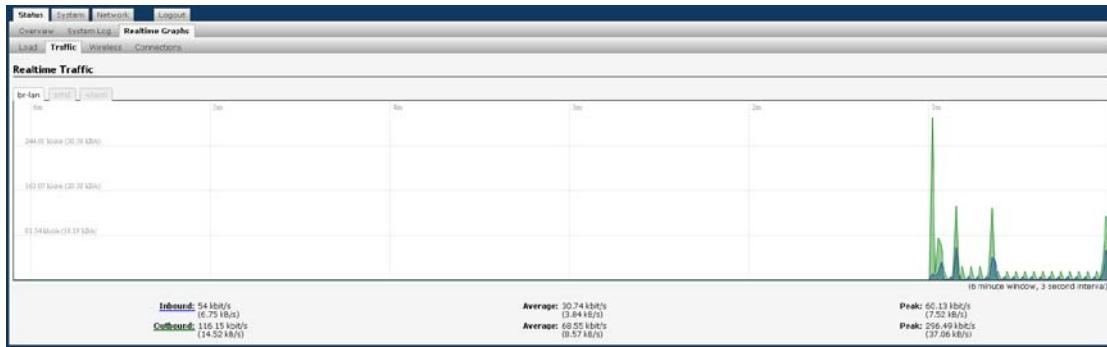 Status System Network Logout
Overview System Log Realtime Graphs
Load Traffic Wireless Connections
Realtime Traffic
br-lan
6m 5m 4m 3m 2m 1m
(6 minute window, 3 second interval)
Inbound: 54 kbit/s Average: 30.74 kbit/s Peak: 60.13 kbit/s
(6.75 kB/s) (3.84 kB/s) (7.52 kB/s)
Outbound: 116.15 kbit/s Average: 68.55 kbit/s Peak: 296.49 kbit/s
(14.52 kB/s) (8.57 kB/s) (37.06 kB/s)